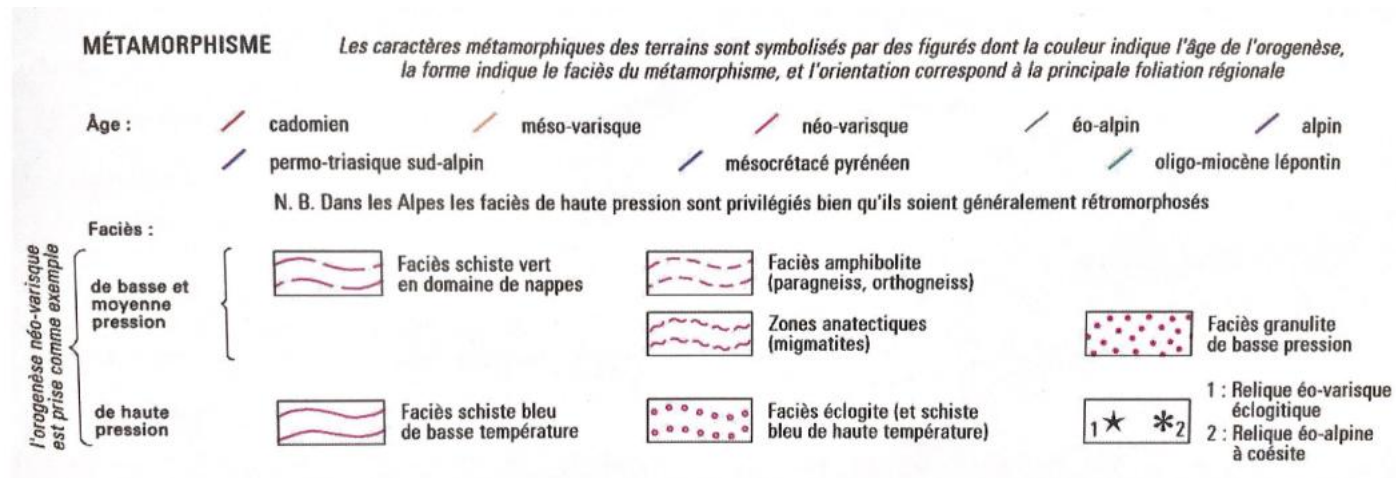 MÉTAMORPHISME
Les caractères métamorphiques des terrains sont symbolisés par des figurés dont la couleur indique l'âge de l'orogenèse,
la forme indique le faciès du métamorphisme, et l'orientation correspond à la principale foliation régionale
Âge :
cadomien
méso-varisque
néo-varisque
éo-alpin
alpin
permo-triasique sud-alpin
mésocrétacé pyrénéen
oligo-miocène lépontin
N. B. Dans les Alpes les faciès de haute pression sont privilégiés bien qu'ils soient généralement rétromorphosés
Faciès :
l'orogenèse néo-varisque
est prise comme exemple
de basse et
moyenne
pression
Faciès schiste vert
en domaine de nappes
Faciès amphibolite
(paragneiss, orthogneiss)
Zones anatectiques
(migmatites)
Faciès granulite
de basse pression
de haute
pression
Faciès schiste bleu
de basse température
Faciès éclogite (et schiste
bleu de haute température)
1 2
1 : Relique éo-varisque
éclogitique
2 : Relique éo-alpine
à coésite